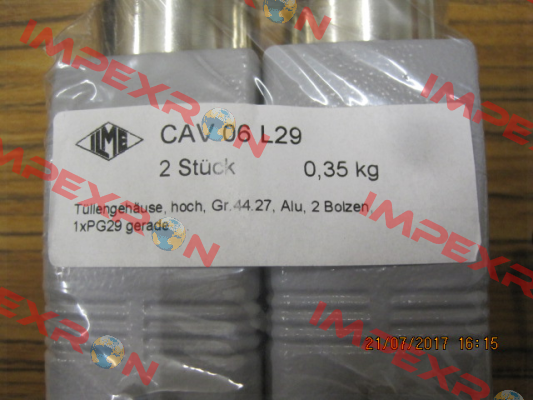 ILME
CAV 06 L29
2 Stück 0,35 kg
Tüllengehäuse, hoch, Gr.44.27, Alu, 2 Bolzen,
1xPG29 gerade
IMPEXRON
IMPEXRON
IMPEXRON
IMPEXRON
21/07/2017 16:15